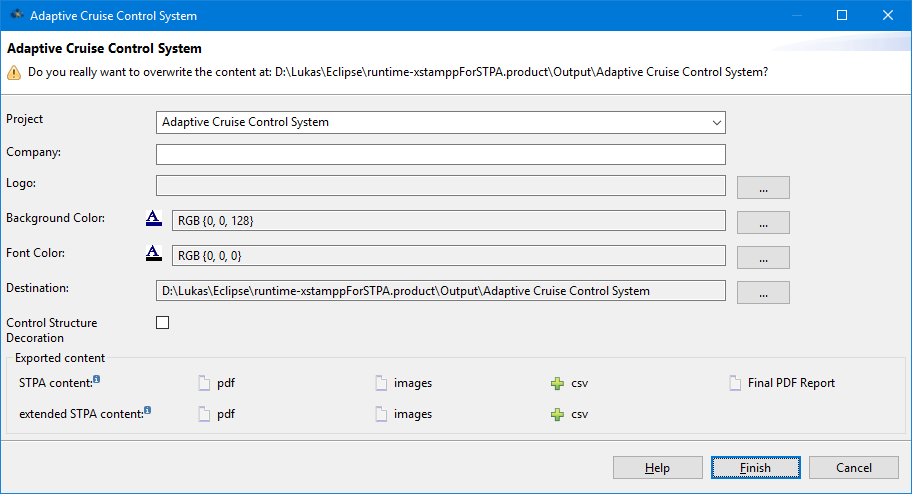 Adaptive Cruise Control System
Adaptive Cruise Control System
Do you really want to overwrite the content at: D:\Lukas\Eclipse\runtime-xstamppForSTPA.product\Output\Adaptive Cruise Control System?
Project
Adaptive Cruise Control System
Company:
Logo:
...
Background Color:
A
RGB {0, 0, 128}
...
Font Color:
A
RGB {0, 0, 0}
...
Destination:
D:\Lukas\Eclipse\runtime-xstamppForSTPA.product\Output\Adaptive Cruise Control System
...
Control Structure
Decoration
Exported content
STPA content: pdf images csv Final PDF Report
extended STPA content: pdf images csv
Help Finish Cancel